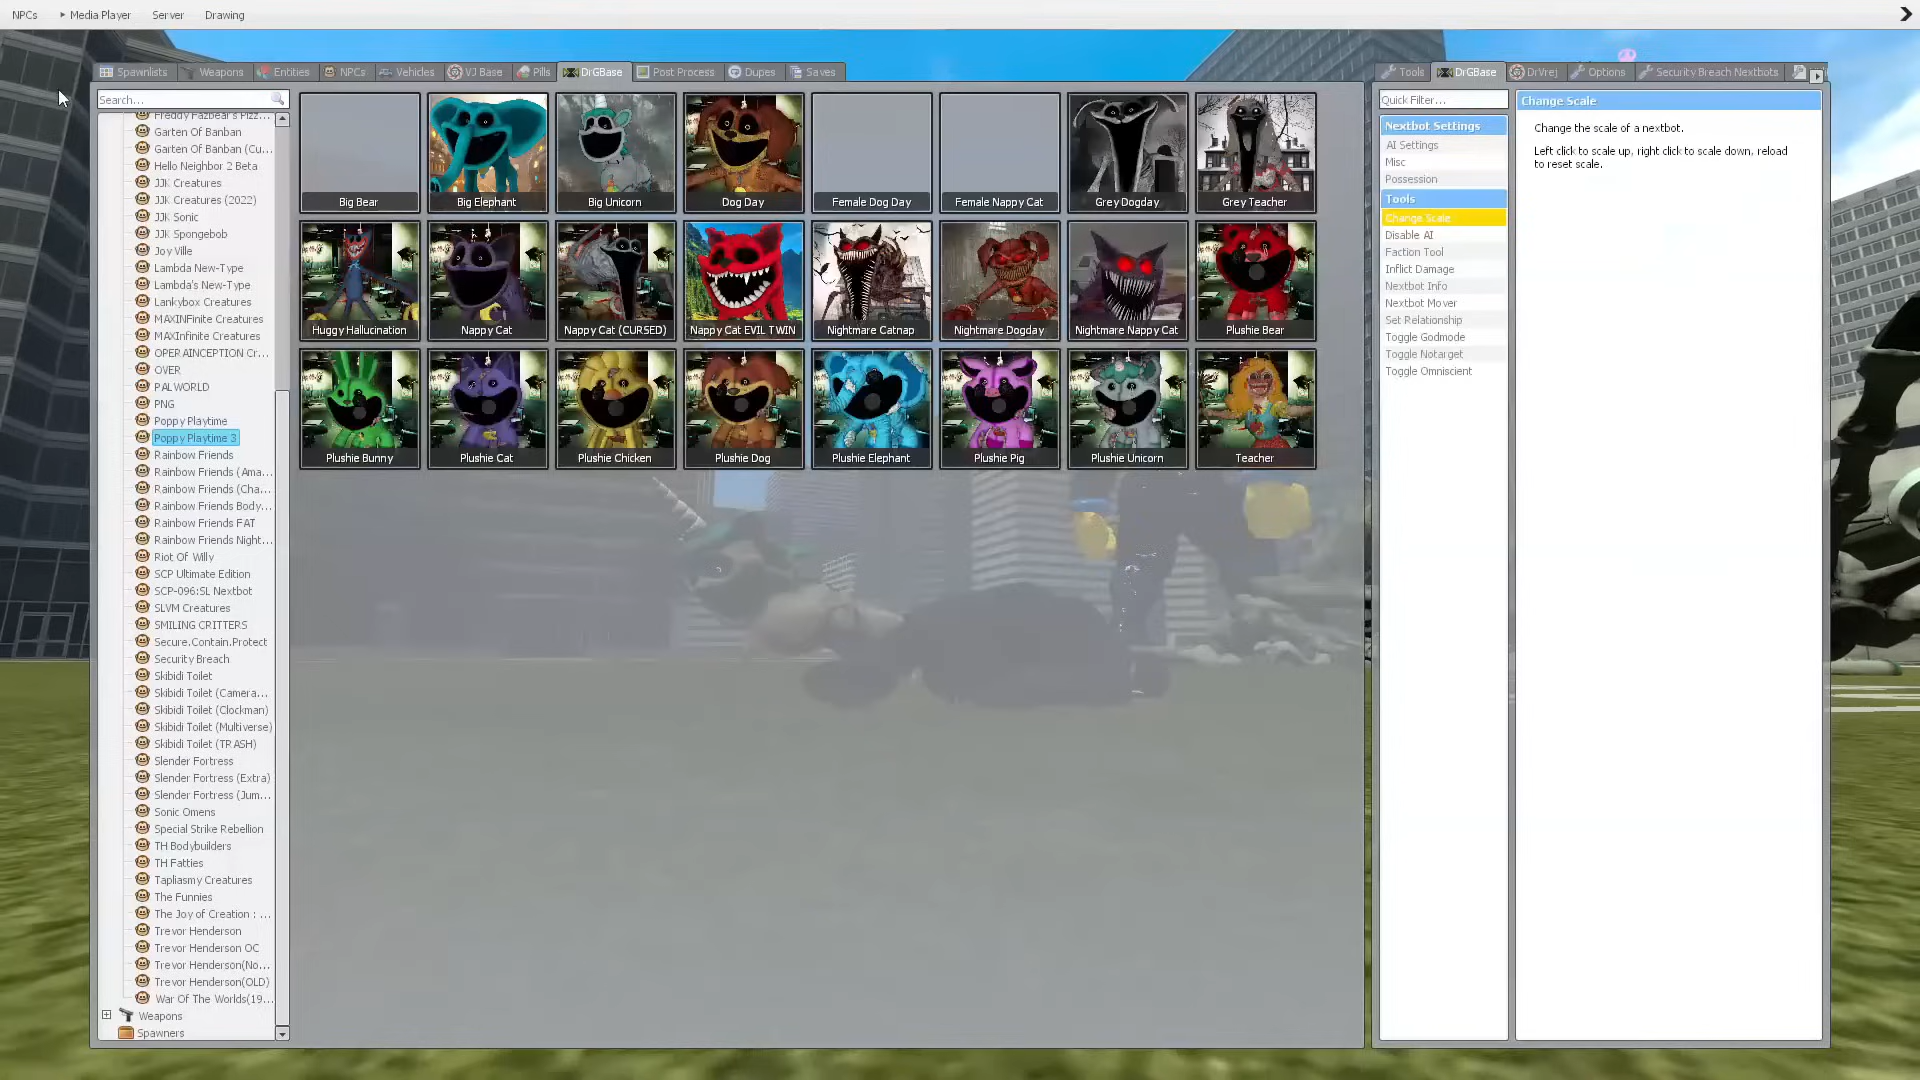 NPCs
Media Player
Server
Drawing
Spawnlists
Weapons
Entities
NPCs
Vehicles
VJ Base
Pills
DrGBase
Post Process
Dupes
Saves
Tools
DrGBase
DrVrej
Options
Security Breach Nextbots
Search...
Freddy Fazbear's Pizz...
Garten Of Banban
Garten Of Banban (Cu...
Hello Neighbor 2 Beta
JJK Creatures
JJK Creatures (2022)
JJK Sonic
JJK Spongebob
Joy Ville
Lambda New-Type
Lambda's New-Type
Lankybox Creatures
MAXINFinite Creatures
MAXInfinite Creatures
OPERAINCEPTION Cr...
OVER
PALWORLD
PNG
Poppy Playtime
Poppy Playtime 3
Rainbow Friends
Rainbow Friends (Ama...
Rainbow Friends (Cha...
Rainbow Friends Body...
Rainbow Friends FAT
Rainbow Friends Night...
Riot Of Willy
SCP Ultimate Edition
SCP-096:SL Nextbot
SLVM Creatures
SMILING CRITTERS
Secure.Contain.Protect
Security Breach
Skibidi Toilet
Skibidi Toilet (Camera...
Skibidi Toilet (Clockman)
Skibidi Toilet (Multiverse)
Skibidi Toilet (TRASH)
Slender Fortress
Slender Fortress (Extra)
Slender Fortress (Jum...
Sonic Omens
Special Strike Rebellion
TH Bodybuilders
TH Fatties
Tapliasmy Creatures
The Funnies
The Joy of Creation : ...
Trevor Henderson
Trevor Henderson OC
Trevor Henderson(No...
Trevor Henderson(OLD)
War Of The Worlds(19...
Weapons
Spawners
Big Bear
Big Elephant
Big Unicorn
Dog Day
Female Dog Day
Female Nappy Cat
Grey Dogday
Grey Teacher
Huggy Hallucination
Nappy Cat
Nappy Cat (CURSED)
Nappy Cat EVIL TWIN
Nightmare Catnap
Nightmare Dogday
Nightmare Nappy Cat
Plushie Bear
Plushie Bunny
Plushie Cat
Plushie Chicken
Plushie Dog
Plushie Elephant
Plushie Pig
Plushie Unicorn
Teacher
Quick Filter...
Nextbot Settings
AI Settings
Misc
Possession
Tools
Change Scale
Disable AI
Faction Tool
Inflict Damage
Nextbot Info
Nextbot Mover
Set Relationship
Toggle Godmode
Toggle Notarget
Toggle Omniscient
Change Scale
Change the scale of a nextbot.
Left click to scale up, right click to scale down, reload
to reset scale.